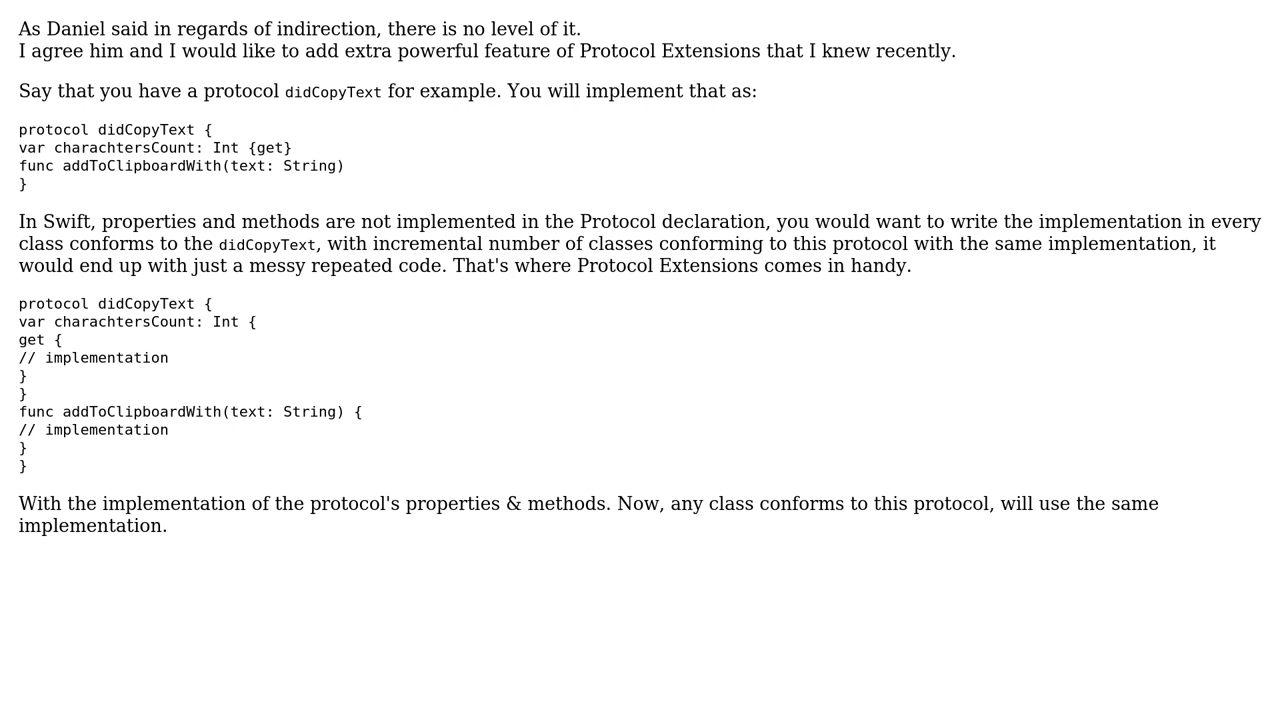 As Daniel said in regards of indirection, there is no level of it.
I agree him and I would like to add extra powerful feature of Protocol Extensions that I knew recently.
Say that you have a protocol didCopyText for example. You will implement that as:
protocol didCopyText {
var charachtersCount: Int {get}
func addToClipboardWith(text: String)
}
In Swift, properties and methods are not implemented in the Protocol declaration, you would want to write the implementation in every
class conforms to the didCopyText, with incremental number of classes conforming to this protocol with the same implementation, it
would end up with just a messy repeated code. That's where Protocol Extensions comes in handy.
protocol didCopyText {
var charachtersCount: Int {
get {
// implementation
}
}
func addToClipboardWith(text: String) {
// implementation
}
}
With the implementation of the protocol's properties & methods. Now, any class conforms to this protocol, will use the same
implementation.